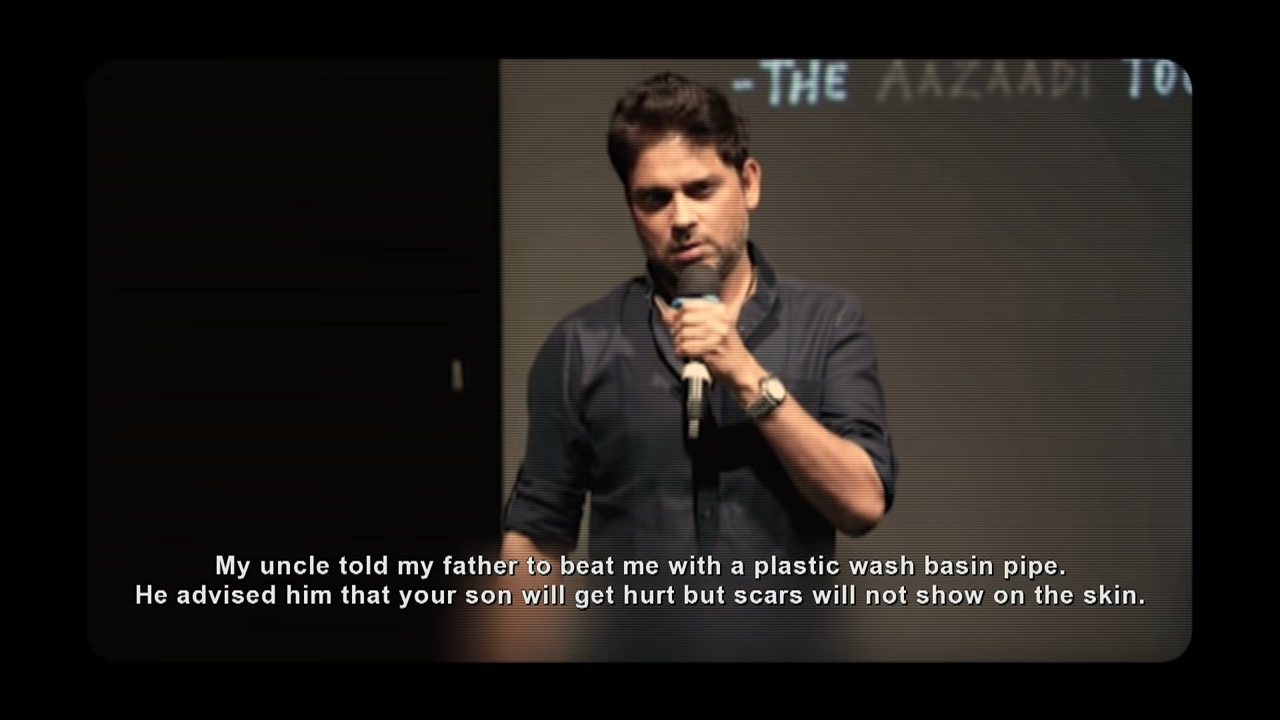 -THE AAZAADI TOU
My uncle told my father to beat me with a plastic wash basin pipe.
He advised him that your son will get hurt but scars will not show on the skin.